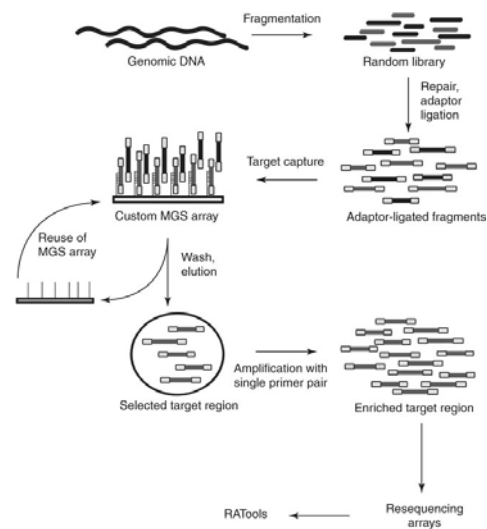 Fragmentation
Genomic DNA
Random library
Repair,
adaptor
ligation
Target capture
Custom MGS array
Adaptor-ligated fragments
Reuse of
MGS array
Wash,
elution
Amplification with
single primer pair
Selected target region
Enriched target region
Resequencing
arrays
RATools